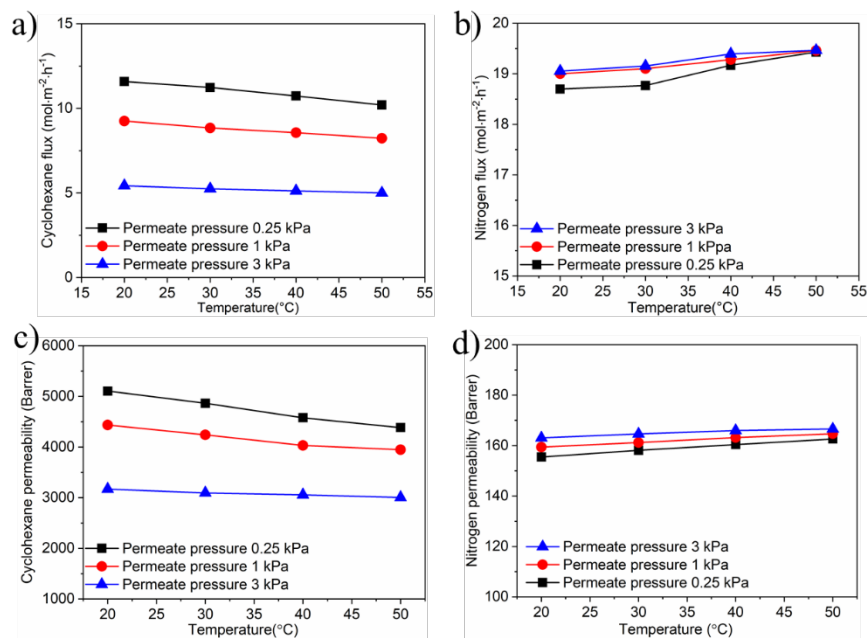 a)
Cyclohexane flux (mol·m⁻²·h⁻¹)
15
10
5
0
Permeate pressure 0.25 kPa
Permeate pressure 1 kPa
Permeate pressure 3 kPa
15 20 25 30 35 40 45 50 55
Temperature(°C)
b)
Nitrogen flux (mol·m⁻²·h⁻¹)
20
19
18
17
16
15
Permeate pressure 3 kPa
Permeate pressure 1 kPpa
Permeate pressure 0.25 kPa
15 20 25 30 35 40 45 50 55
Temperature(°C)
c)
Cyclohexane permeability (Barrer)
6000
5000
4000
3000
2000
1000
Permeate pressure 0.25 kPa
Permeate pressure 1 kPa
Permeate pressure 3 kPa
20 25 30 35 40 45 50
Temperature(°C)
d)
Nitrogen permeability (Barrer)
200
180
160
140
120
100
Permeate pressure 3 kPa
Permeate pressure 1 kPa
Permeate pressure 0.25 kPa
20 25 30 35 40 45 50
Temperature (°C)